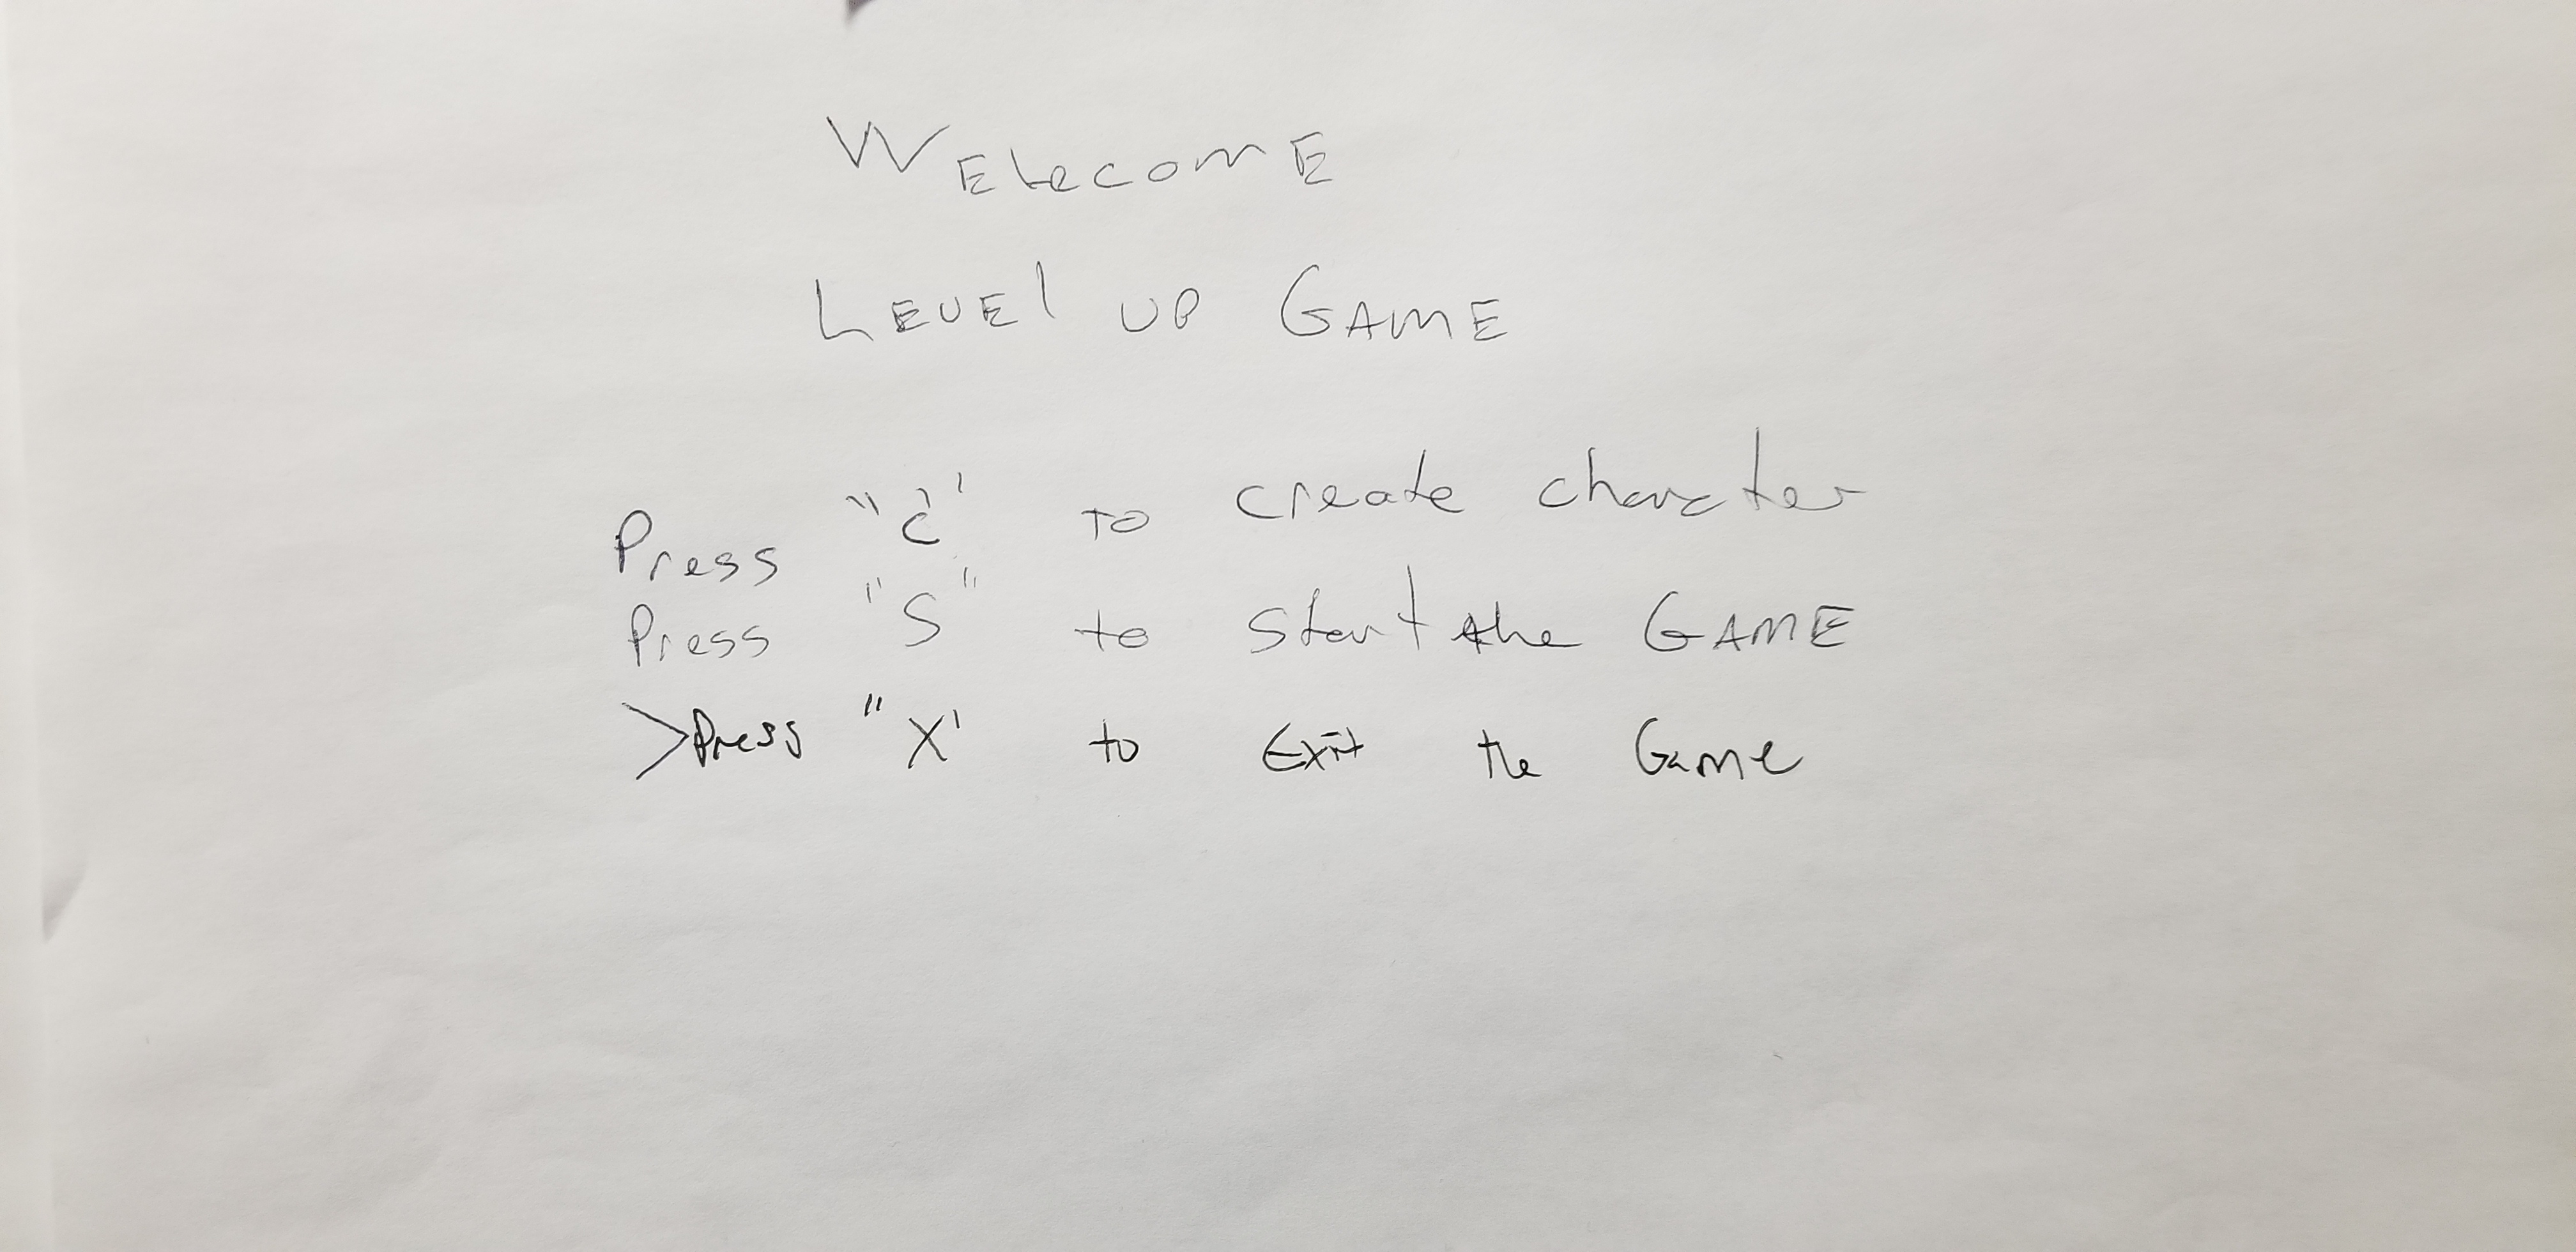 WElecomE
LEVEl UP GAME
Press "C" to create character
Press "S" to start the GAME
>Press "X' to Exit the Game